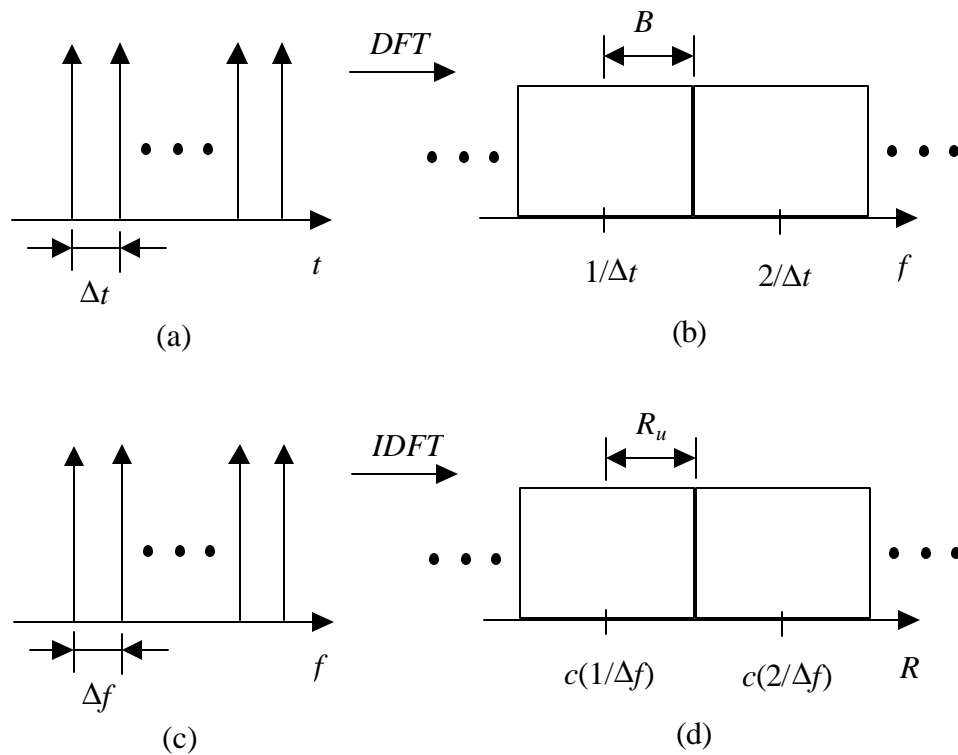 DFT
B
t
Δt
1/Δt
2/Δt
f
(a)
(b)
IDFT
R_u
f
Δf
c(1/Δf)
c(2/Δf)
R
(c)
(d)